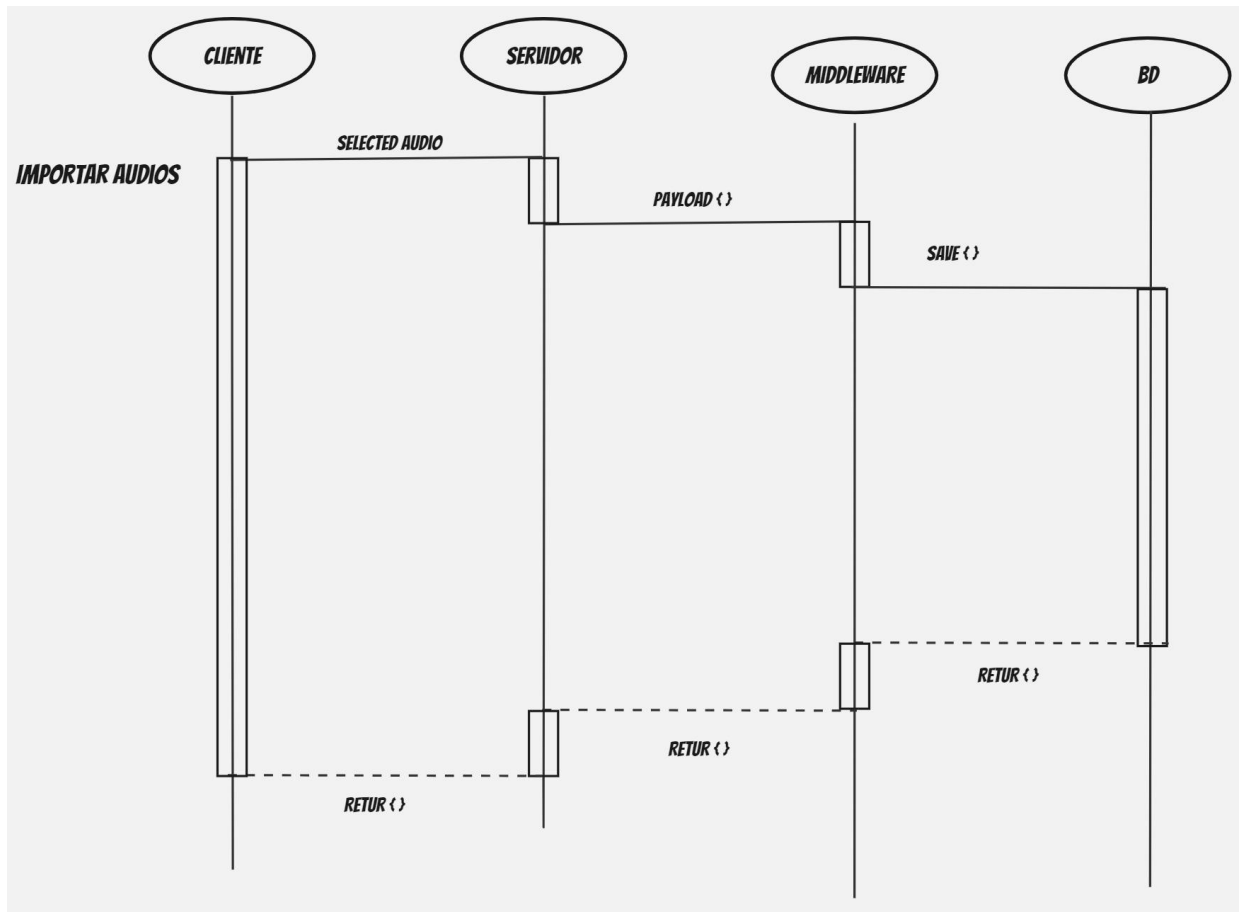 CLIENTE
SERVIDOR
MIDDLEWARE
BD
SELECTED AUDIO
IMPORTAR AUDIOS
PAYLOAD { }
SAVE { }
RETUR { }
RETUR { }
RETUR { }